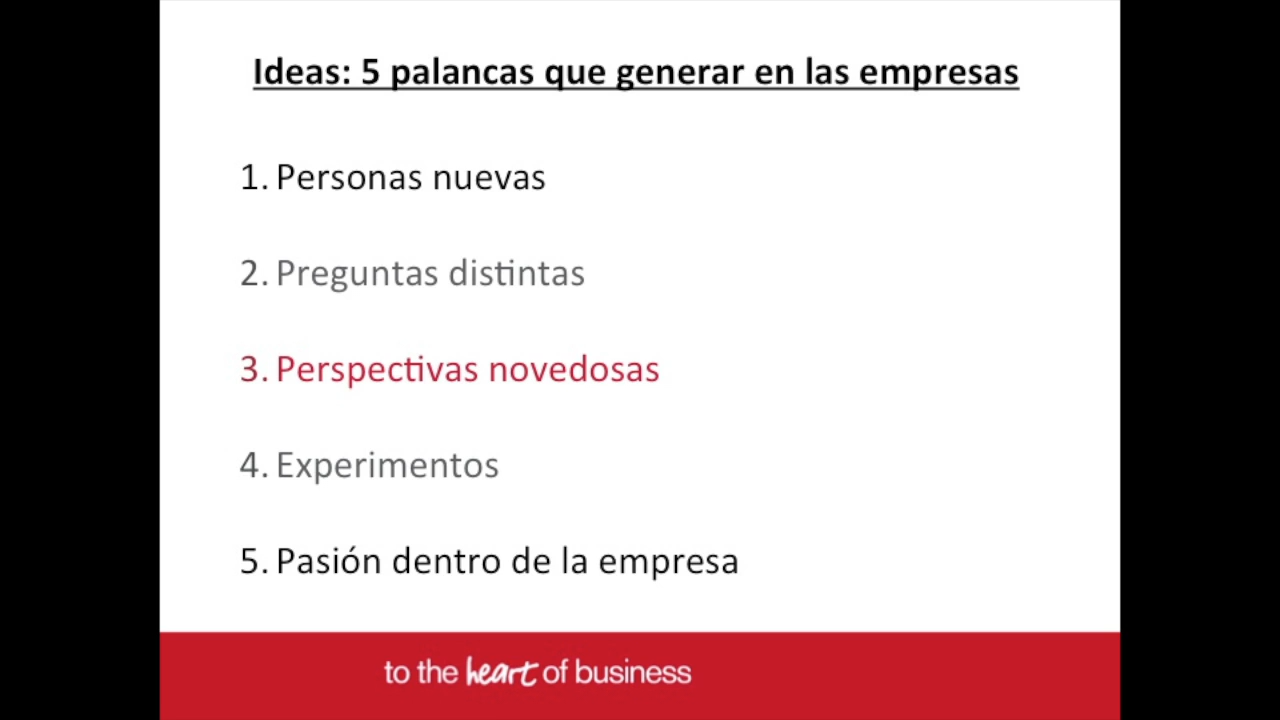 Ideas: 5 palancas que generar en las empresas
1. Personas nuevas
2. Preguntas distintas
3. Perspectivas novedosas
4. Experimentos
5. Pasión dentro de la empresa
to the heart of business